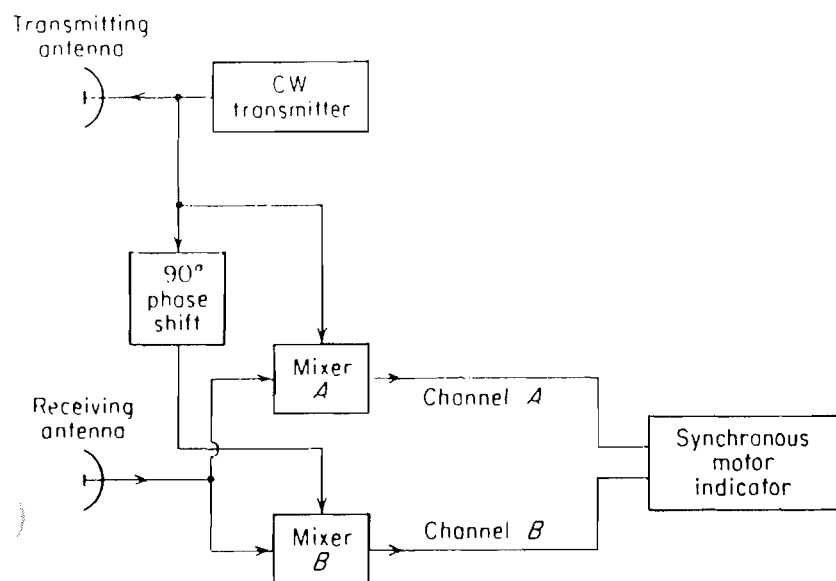 Transmitting
antenna
CW
transmitter
90°
phase
shift
Mixer
A
Channel A
Receiving
antenna
Synchronous
motor
indicator
Mixer
B
Channel B